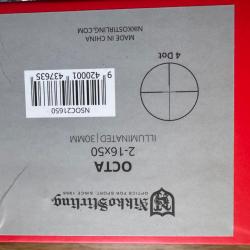 NikkoStirling
OPTICS FOR SPORT, SINCE 1956
OCTA
2-16x50
ILLUMINATED |30MM
4 Dot
NSOC21650
9 420001 437635
NIKKOSTIRLING.COM
MADE IN CHINA